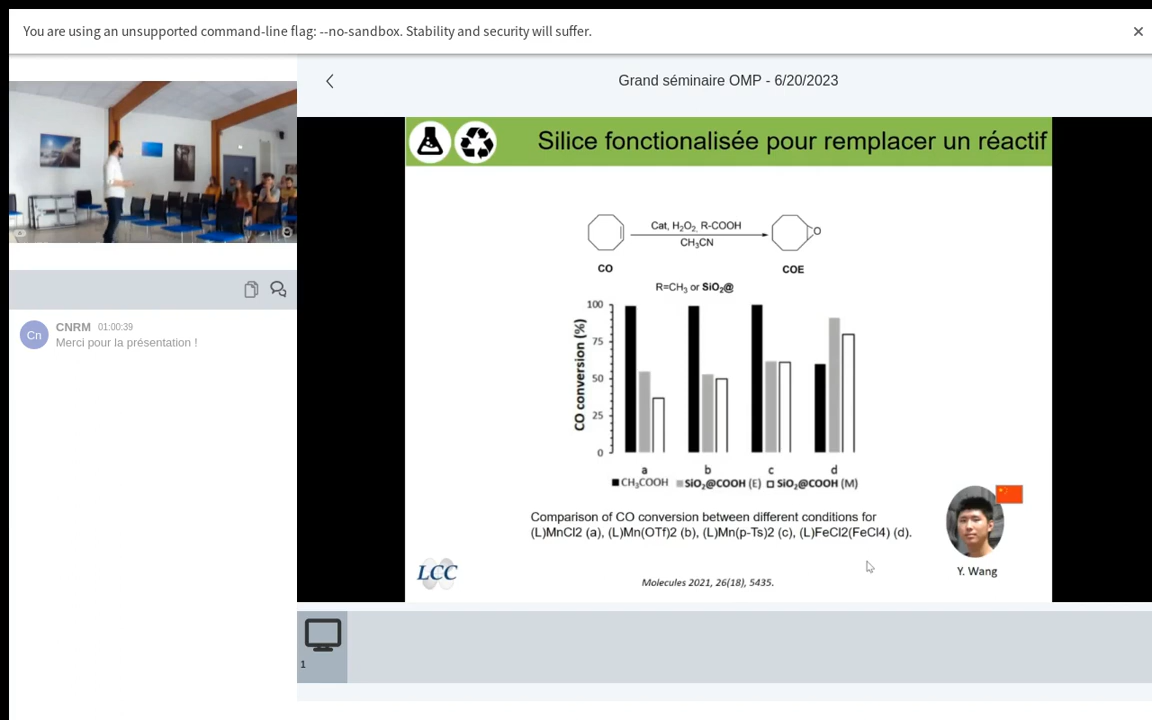 You are using an unsupported command-line flag: --no-sandbox. Stability and security will suffer.
Grand séminaire OMP - 6/20/2023
Silice fonctionalisée pour remplacer un réactif
Cat, H₂O₂, R-COOH
CH₃CN
O
CO
COE
R=CH₃ or SiO₂@
CO conversion (%)
100
75
50
25
0
a b c d
CH₃COOH SiO₂@COOH (E) SiO₂@COOH (M)
Comparison of CO conversion between different conditions for
(L)MnCl2 (a), (L)Mn(OTf)2 (b), (L)Mn(p-Ts)2 (c), (L)FeCl2(FeCl4) (d).
Y. Wang
LCC
Molecules 2021, 26(18), 5435.
Cn
CNRM 01:00:39
Merci pour la présentation !
1